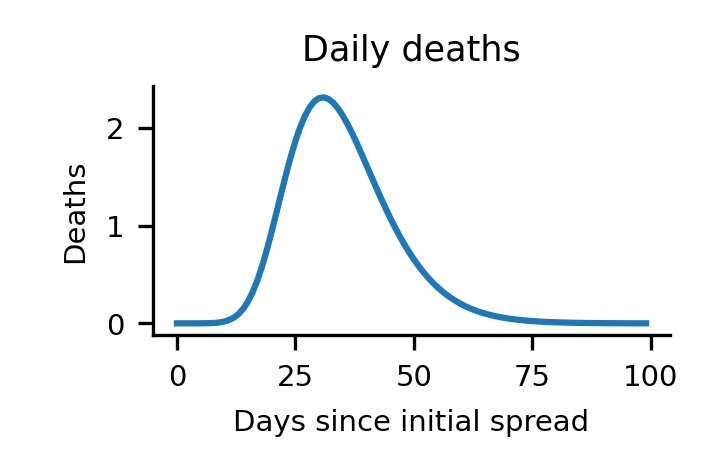 Daily deaths
Deaths
2
1
0
0 25 50 75 100
Days since initial spread